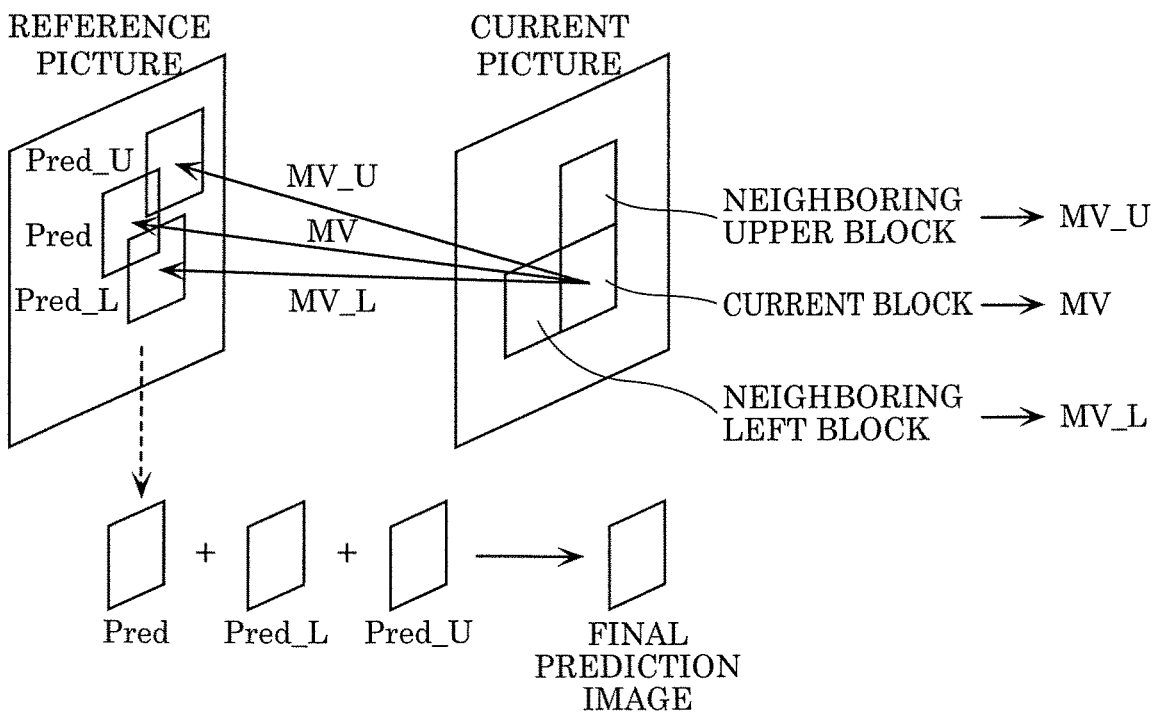 REFERENCE
PICTURE
CURRENT
PICTURE
Pred_U
MV_U
Pred
MV
Pred_L
MV_L
NEIGHBORING
UPPER BLOCK
MV_U
CURRENT BLOCK
MV
NEIGHBORING
LEFT BLOCK
MV_L
+
+
Pred
Pred_L
Pred_U
FINAL
PREDICTION
IMAGE